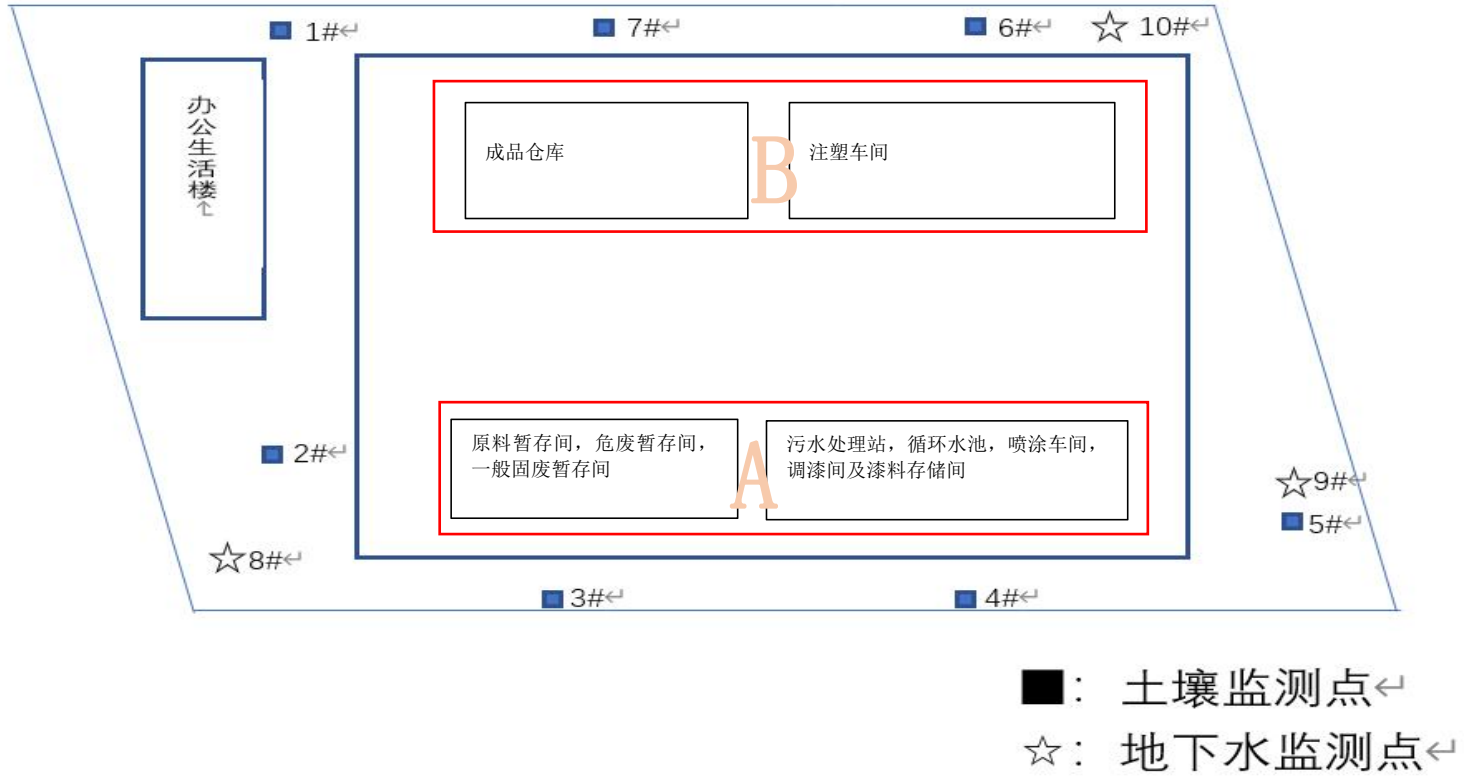 1#↵
7#↵
6#↵
☆ 10#↵
办公生活楼↵
成品仓库
B
注塑车间
2#↵
原料暂存间，危废暂存间，
一般固废暂存间
A
污水处理站，循环水池，喷涂车间，
调漆间及漆料存储间
☆9#↵
5#↵
☆8#↵
3#↵
4#↵
■：土壤监测点↵
☆：地下水监测点↵